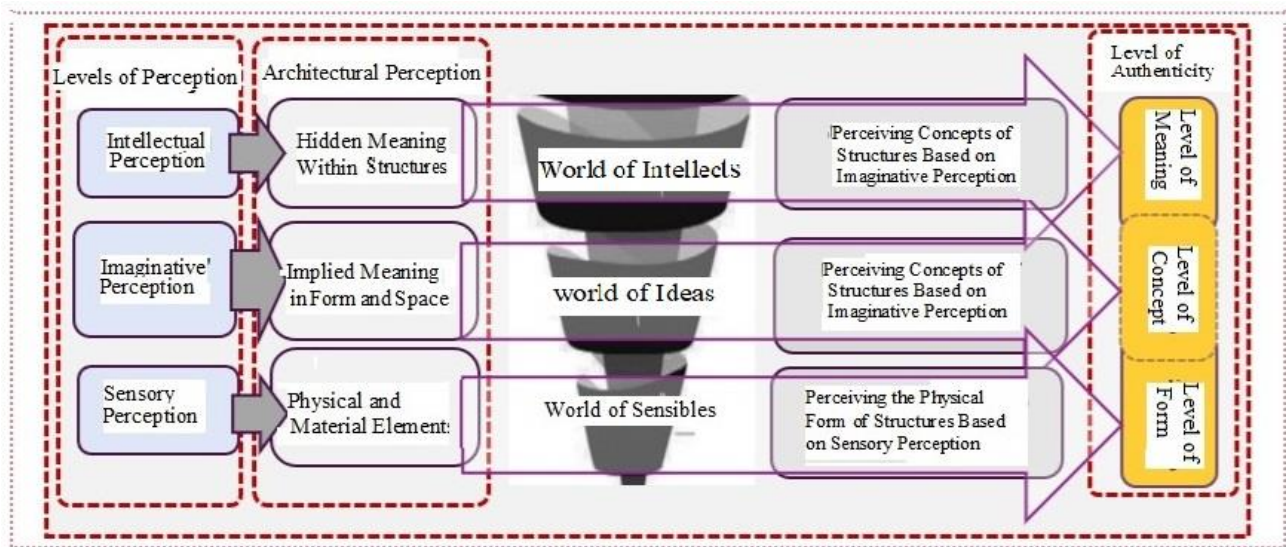 Levels of Perception
Architectural Perception
Level of
Authenticity
Intellectual
Perception
Hidden Meaning
Within Structures
World of Intellects
Perceiving Concepts of
Structures Based on
Imaginative Perception
Level of
Meaning
Imaginative'
Perception
Implied Meaning
in Form and Space
world of Ideas
Perceiving Concepts of
Structures Based on
Imaginative Perception
Level of
Concept
Sensory
Perception
Physical and
Material Elements
World of Sensibles
Perceiving the Physical
Form of Structures Based
on Sensory Perception
Level of
Form